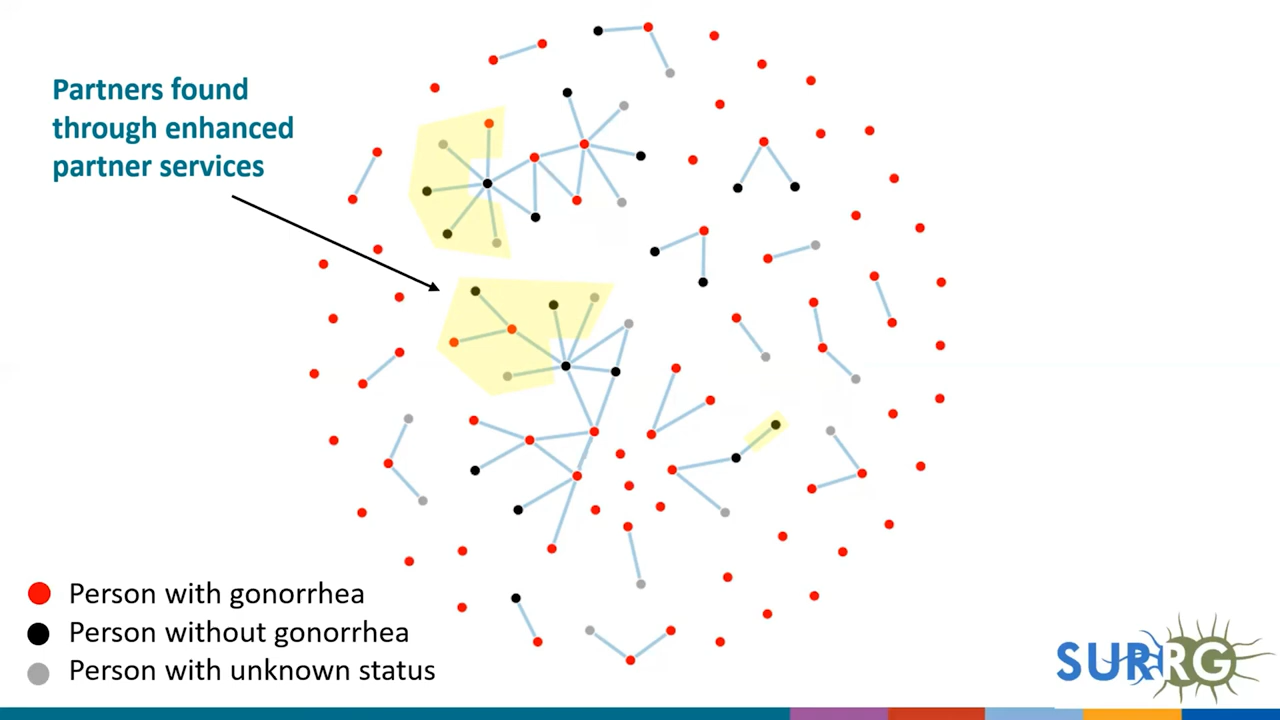 Partners found
through enhanced
partner services
Person with gonorrhea
Person without gonorrhea
Person with unknown status
SURRG